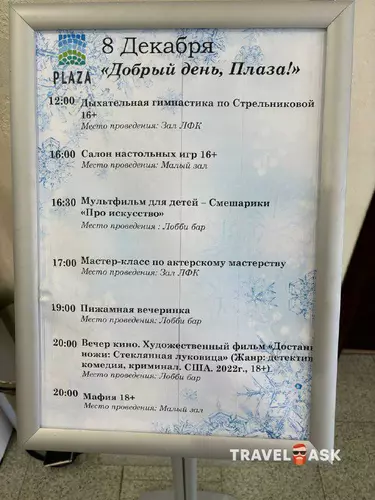 PLAZA
8 Декабря
«Добрый день, Плаза!»
12:00 Дыхательная гимнастика по Стрельниковой
16+
Место проведения: Зал ЛФК
16:00 Салон настольных игр 16+
Место проведения: Малый зал
16:30 Мультфильм для детей – Смешарики
«Про искусство»
Место проведения : Лобби бар
17:00 Мастер-класс по актерскому мастерству
Место проведения: Зал ЛФК
19:00 Пижамная вечеринка
Место проведения: Лобби бар
20:00 Вечер кино. Художественный фильм «Достань
ножи: Стеклянная луковица» (Жанр: детектив
комедия, криминал. США. 2022г., 18+)
Место проведения: Лобби бар
20:00 Мафия 18+
Место проведения: Малый зал
TRAVEL ASK